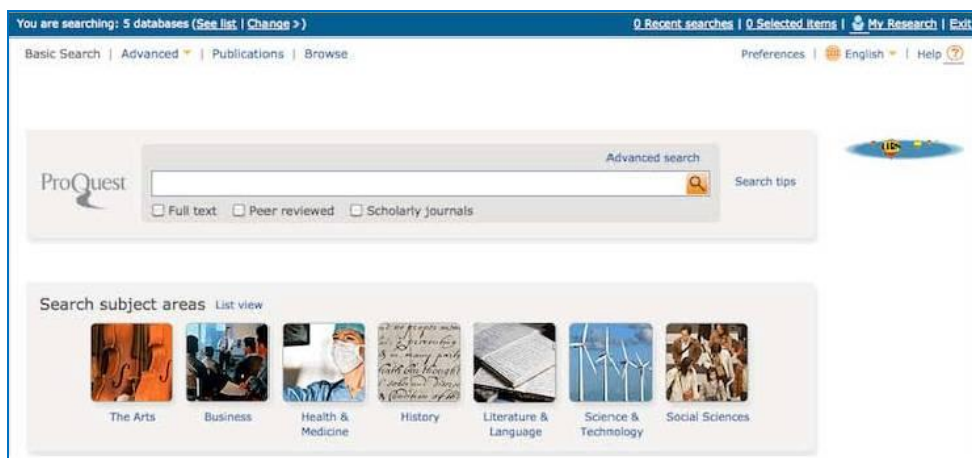 You are searching: 5 databases (See list | Change >)
0 Recent searches | 0 Selected items | My Research | Exit
Basic Search | Advanced | Publications | Browse
Preferences | English | Help ?
Advanced search
ProQuest
Search tips
Full text Peer reviewed Scholarly journals
Search subject areas List view
The Arts
Business
Health &
Medicine
History
Literature &
Language
Science &
Technology
Social Sciences